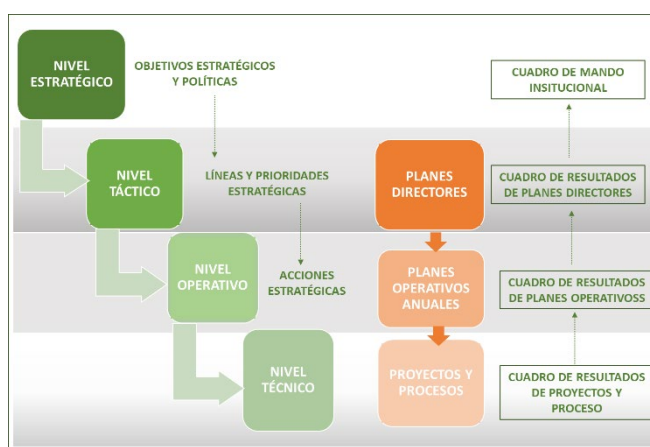 NIVEL
ESTRATÉGICO
OBJETIVOS ESTRATÉGICOS
Y POLÍTICAS
CUADRO DE MANDO
INSITUCIONAL
NIVEL
TÁCTICO
LÍNEAS Y PRIORIDADES
ESTRATÉGICAS
PLANES
DIRECTORES
CUADRO DE RESULTADOS
DE PLANES DIRECTORES
NIVEL
OPERATIVO
ACCIONES
ESTRATÉGICAS
PLANES
OPERATIVOS
ANUALES
CUADRO DE RESULTADOS
DE PLANES OPERATIVOSS
NIVEL
TÉCNICO
PROYECTOS Y
PROCESOS
CUADRO DE RESULTADOS
DE PROYECTOS Y
PROCESO